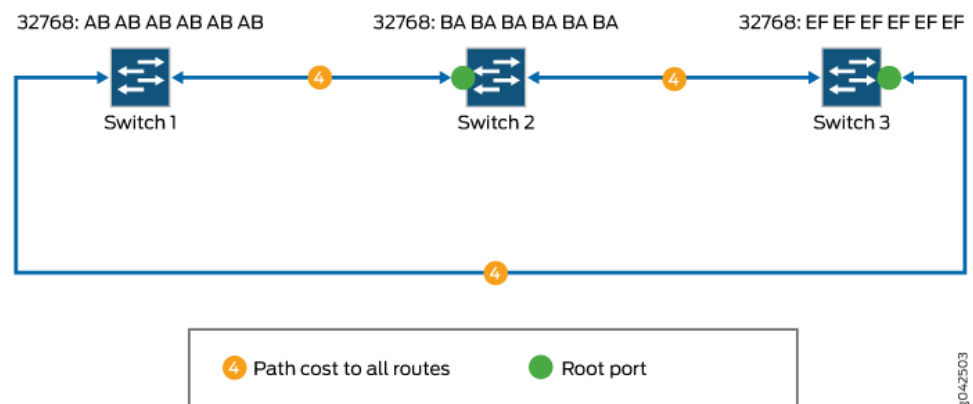 32768: AB AB AB AB AB AB
32768: BA BA BA BA BA BA
32768: EF EF EF EF EF EF
4
4
Switch 1
Switch 2
Switch 3
4
4 Path cost to all routes
Root port
g042503